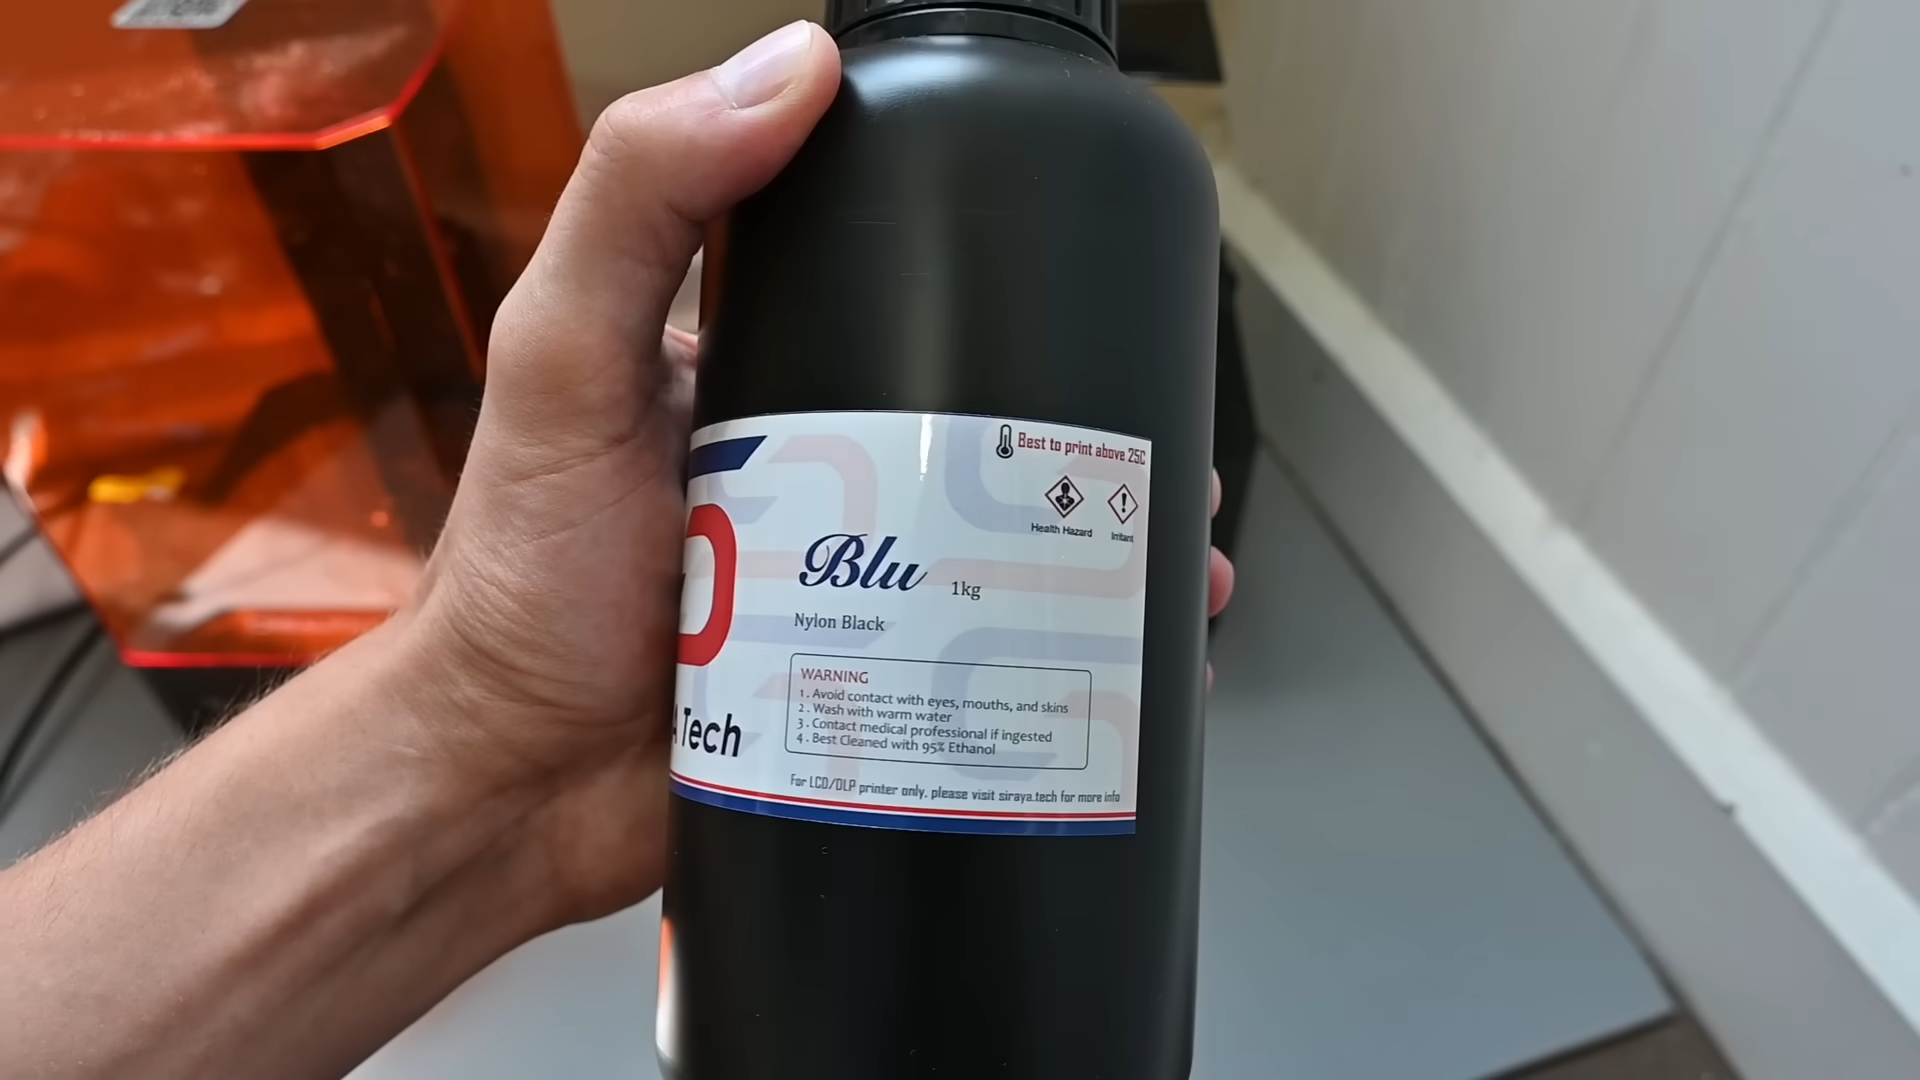 Best to print above 25C
Health Hazard
Irritant
Blu 1kg
Nylon Black
WARNING
1. Avoid contact with eyes, mouths, and skins
2. Wash with warm water
3. Contact medical professional if ingested
4. Best Cleaned with 95% Ethanol
A Tech
For LCD/DLP printer only, please visit siraya.tech for more info